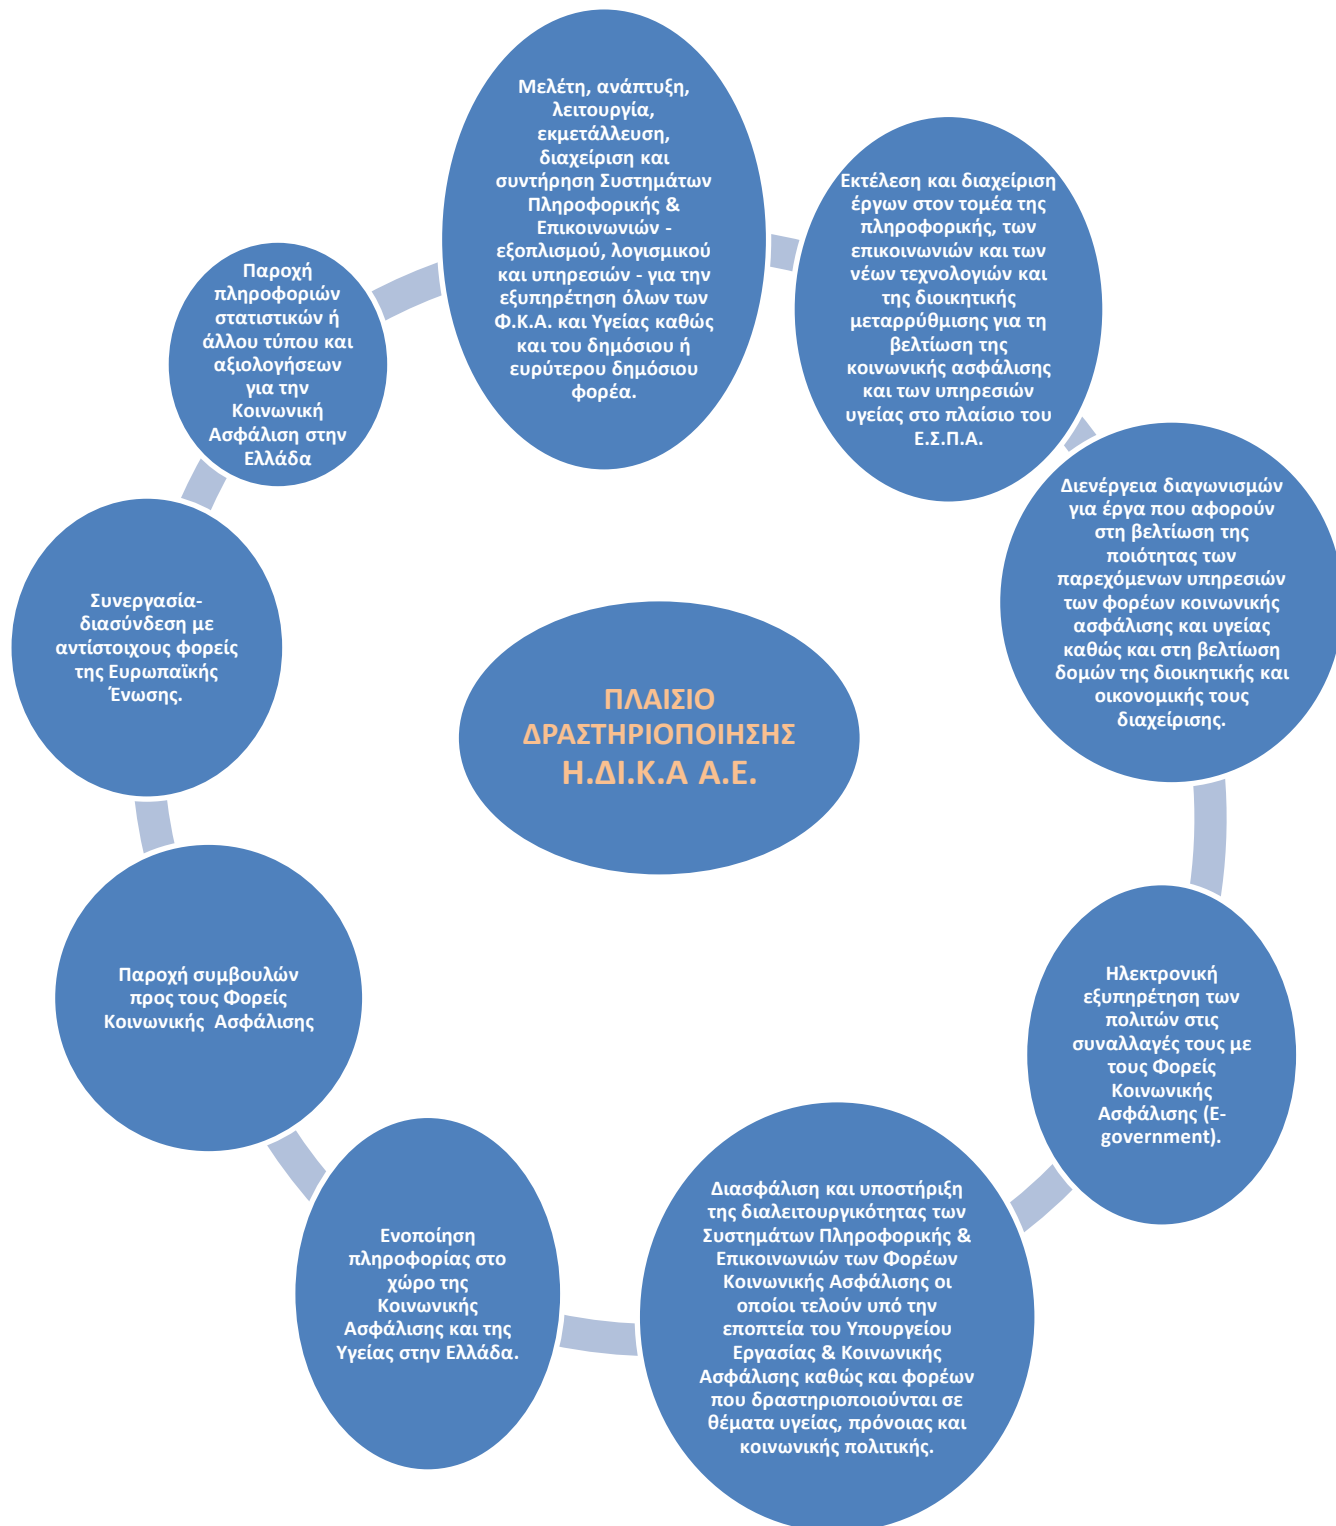 Μελέτη, ανάπτυξη,
λειτουργία,
εκμετάλλευση,
διαχείριση και
συντήρηση Συστημάτων
Πληροφορικής &
Επικοινωνιών -
εξοπλισμού, λογισμικού
και υπηρεσιών - για την
εξυπηρέτηση όλων των
Φ.Κ.Α. και Υγείας καθώς
και του δημόσιου ή
ευρύτερου δημόσιου
φορέα.
Εκτέλεση και διαχείριση
έργων στον τομέα της
πληροφορικής, των
επικοινωνιών και των
νέων τεχνολογιών και
της διοικητικής
μεταρρύθμισης για τη
βελτίωση της
κοινωνικής ασφάλισης
και των υπηρεσιών
υγείας στο πλαίσιο του
Ε.Σ.Π.Α.
Διενέργεια διαγωνισμών
για έργα που αφορούν
στη βελτίωση της
ποιότητας των
παρεχόμενων υπηρεσιών
των φορέων κοινωνικής
ασφάλισης και υγείας
καθώς και στη βελτίωση
δομών της διοικητικής και
οικονομικής τους
διαχείρισης.
Ηλεκτρονική
εξυπηρέτηση των
πολιτών στις
συναλλαγές τους με
τους Φορείς
Κοινωνικής
Ασφάλισης (E-
government).
Διασφάλιση και υποστήριξη
της διαλειτουργικότητας των
Συστημάτων Πληροφορικής &
Επικοινωνιών των Φορέων
Κοινωνικής Ασφάλισης οι
οποίοι τελούν υπό την
εποπτεία του Υπουργείου
Εργασίας & Κοινωνικής
Ασφάλισης καθώς και φορέων
που δραστηριοποιούνται σε
θέματα υγείας, πρόνοιας και
κοινωνικής πολιτικής.
Ενοποίηση
πληροφορίας στο
χώρο της
Κοινωνικής
Ασφάλισης και της
Υγείας στην Ελλάδα.
Παροχή συμβουλών
προς τους Φορείς
Κοινωνικής Ασφάλισης
Συνεργασία-
διασύνδεση με
αντίστοιχους φορείς
της Ευρωπαϊκής
Ένωσης.
Παροχή
πληροφοριών
στατιστικών ή
άλλου τύπου και
αξιολογήσεων
για την
Κοινωνική
Ασφάλιση στην
Ελλάδα
ΠΛΑΙΣΙΟ
ΔΡΑΣΤΗΡΙΟΠΟΙΗΣΗΣ
Η.ΔΙ.Κ.Α Α.Ε.